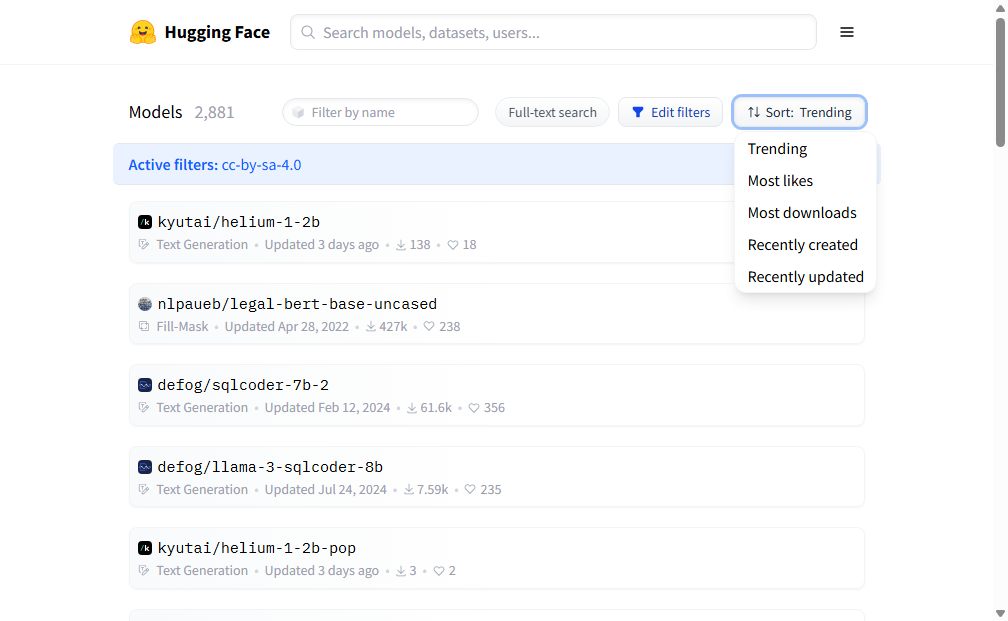 Hugging Face
Search models, datasets, users...
Models 2,881
Filter by name
Full-text search
Edit filters
Sort: Trending
Trending
Most likes
Most downloads
Recently created
Recently updated
Active filters: cc-by-sa-4.0
kyutai/helium-1-2b
Text Generation • Updated 3 days ago • 138 • 18
nlpaueb/legal-bert-base-uncased
Fill-Mask • Updated Apr 28, 2022 • 427k • 238
defog/sqlcoder-7b-2
Text Generation • Updated Feb 12, 2024 • 61.6k • 356
defog/llama-3-sqlcoder-8b
Text Generation • Updated Jul 24, 2024 • 7.59k • 235
kyutai/helium-1-2b-pop
Text Generation • Updated 3 days ago • 3 • 2